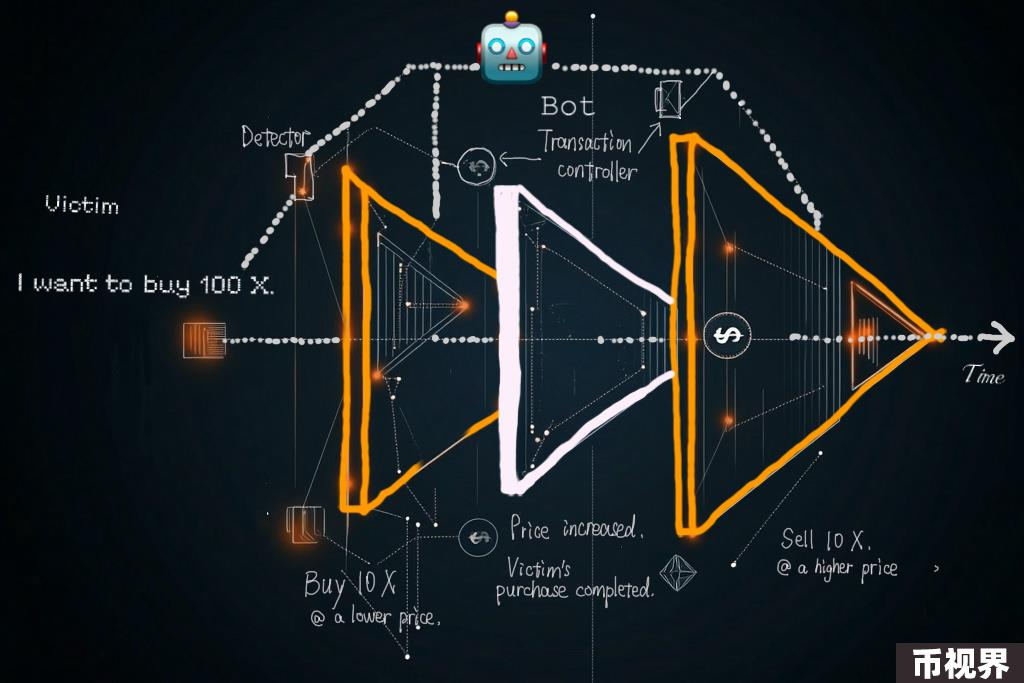 Bot
Detector
Transaction
controller
Victim
I want to buy 100 X.
Time
Price increased.
Victim's
purchase completed.
Buy 10 X
@ a lower price.
Sell 10 X.
@ a higher price
币视界